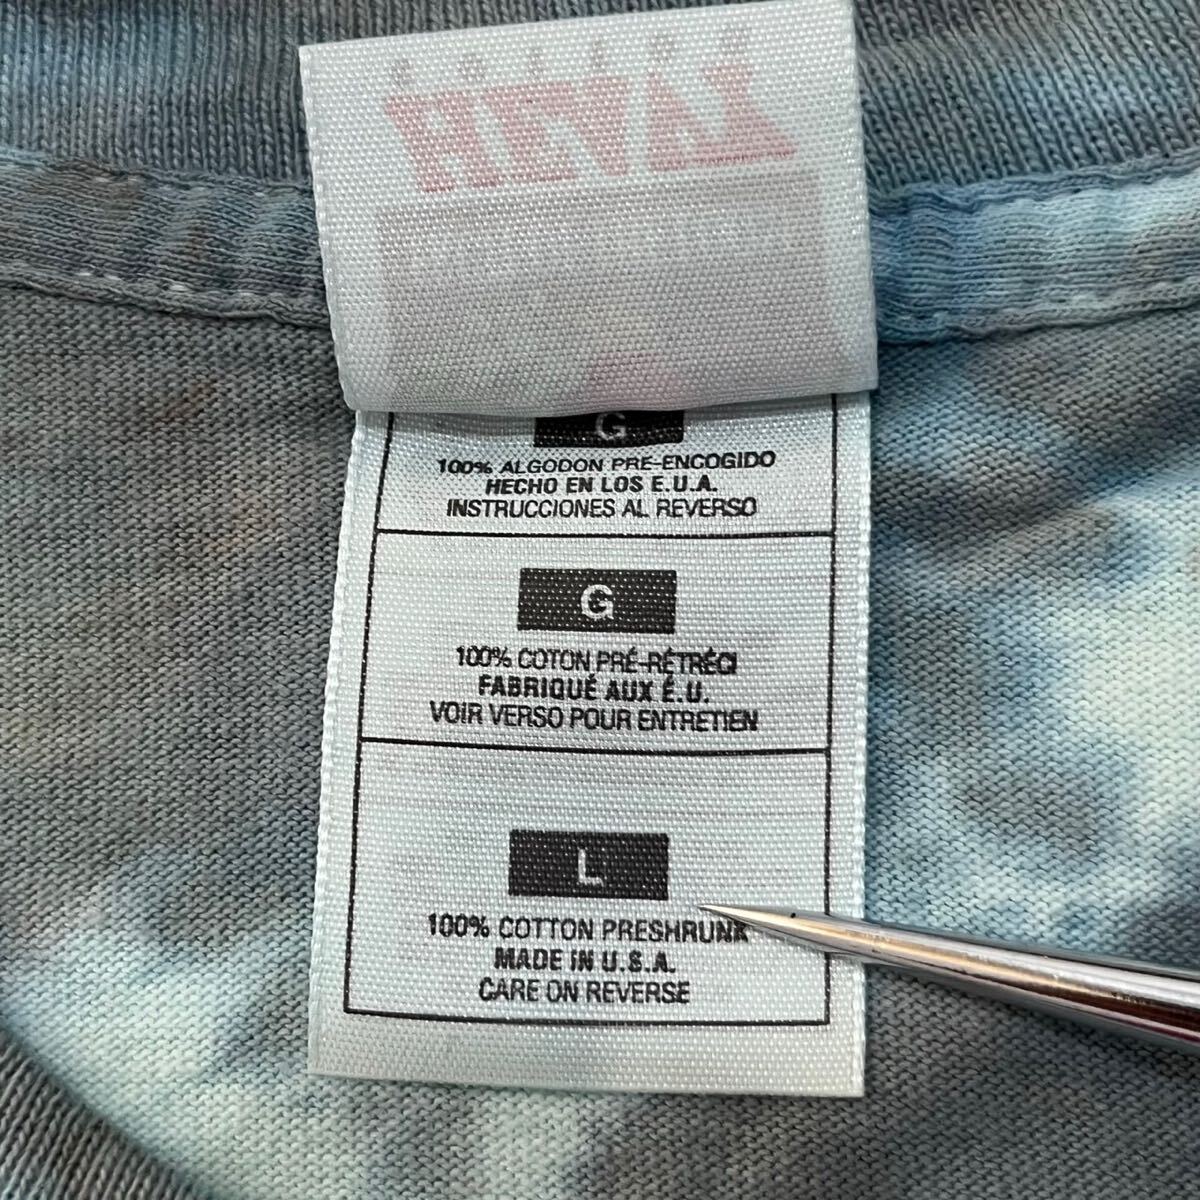 G
100% ALGODON PRE-ENCOGIDO
HECHO EN LOS E.U.A.
INSTRUCCIONES AL REVERSO
G
100% COTON PRÉ-RÉTRÉCI
FABRIQUÉ AUX É.U.
VOIR VERSO POUR ENTRETIEN
L
100% COTTON PRESHRUNK
MADE IN U.S.A.
CARE ON REVERSE